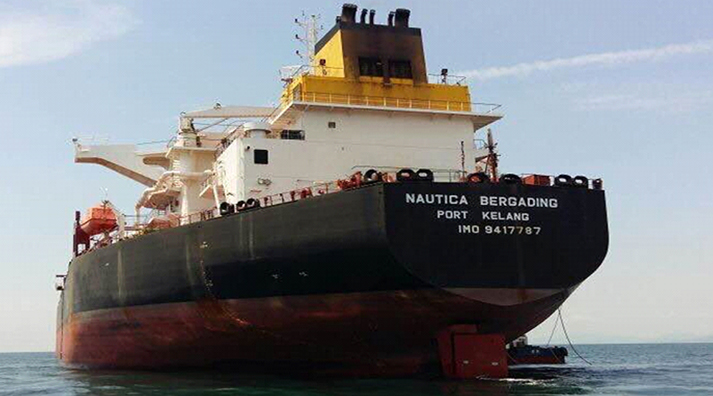 NAUTICA BERGADING
PORT KELANG
IMO 9417787